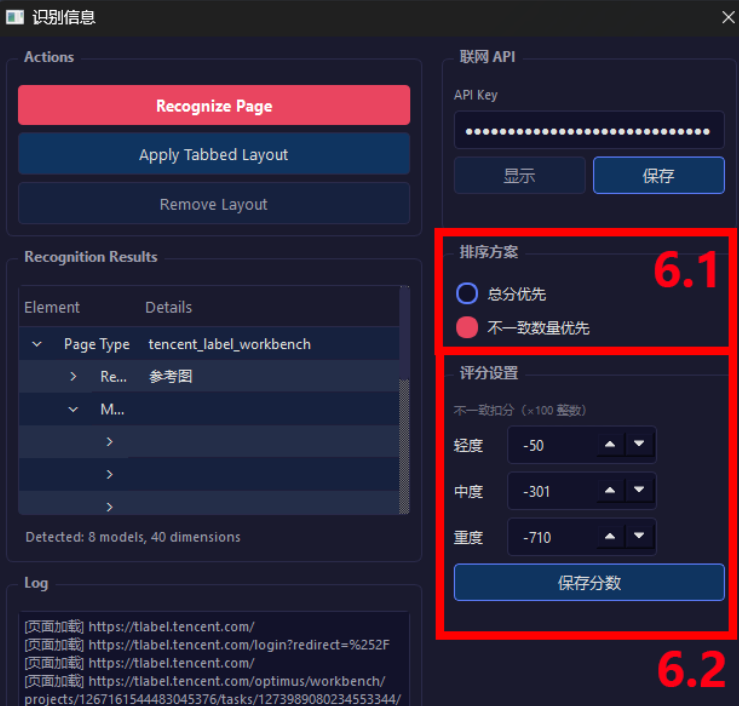 识别信息
Actions
Recognize Page
Apply Tabbed Layout
Remove Layout
Recognition Results
Element Details
Page Type tencent_label_workbench
Re... 参考图
M...
Detected: 8 models, 40 dimensions
Log
[页面加载] https://tlabel.tencent.com/
[页面加载] https://tlabel.tencent.com/login?redirect=%252F
[页面加载] https://tlabel.tencent.com/
[页面加载] https://tlabel.tencent.com/optimus/workbench/
projects/1267161544483045376/tasks/1273989080234553344/
联网 API
API Key
显示 保存
排序方案
6.1
总分优先
不一致数量优先
评分设置
不一致扣分（×100 整数）
轻度 -50
中度 -301
重度 -710
保存分数
6.2